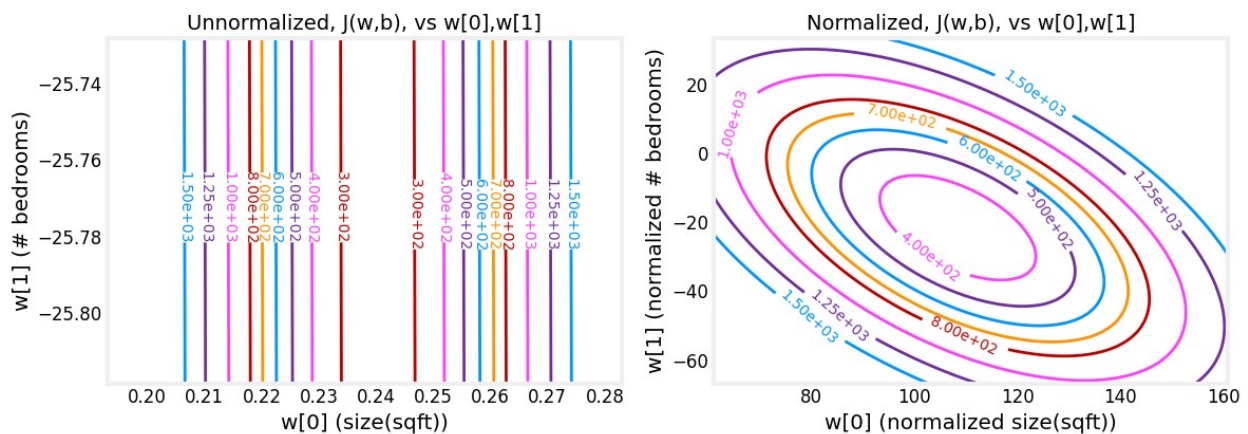 Unnormalized, J(w,b), vs w[0],w[1]
w[1] (# bedrooms)
−25.74
−25.76
−25.78
−25.80
1.50e+03
1.25e+03
1.00e+03
8.00e+02
7.00e+02
6.00e+02
5.00e+02
4.00e+02
3.00e+02
3.00e+02
4.00e+02
5.00e+02
6.00e+02
7.00e+02
8.00e+02
1.00e+03
1.25e+03
1.50e+03
0.20 0.21 0.22 0.23 0.24 0.25 0.26 0.27 0.28
w[0] (size(sqft))
Normalized, J(w,b), vs w[0],w[1]
w[1] (normalized # bedrooms)
20
0
−20
−40
−60
1.50e+03
1.00e+03
7.00e+02
6.00e+02
1.25e+03
5.00e+02
4.00e+02
1.25e+03
1.50e+03
8.00e+02
80 100 120 140 160
w[0] (normalized size(sqft))